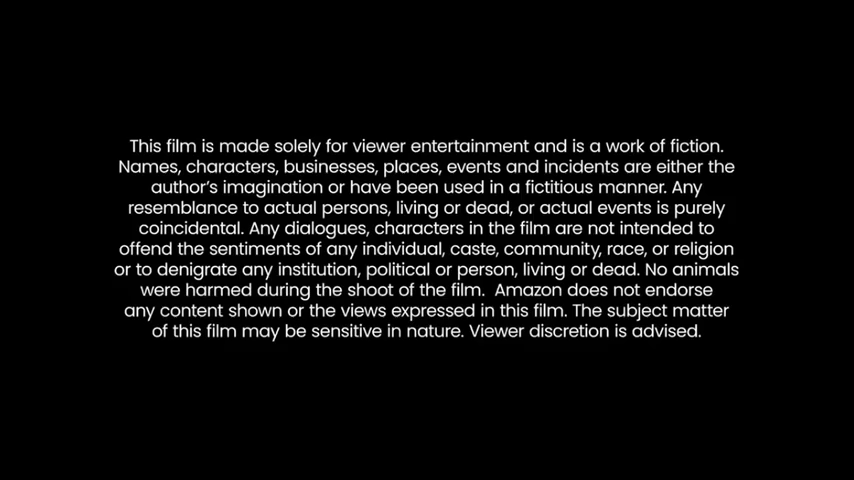 This film is made solely for viewer entertainment and is a work of fiction.
Names, characters, businesses, places, events and incidents are either the
author's imagination or have been used in a fictitious manner. Any
resemblance to actual persons, living or dead, or actual events is purely
coincidental. Any dialogues, characters in the film are not intended to
offend the sentiments of any individual, caste, community, race, or religion
or to denigrate any institution, political or person, living or dead. No animals
were harmed during the shoot of the film.  Amazon does not endorse
any content shown or the views expressed in this film. The subject matter
of this film may be sensitive in nature. Viewer discretion is advised.